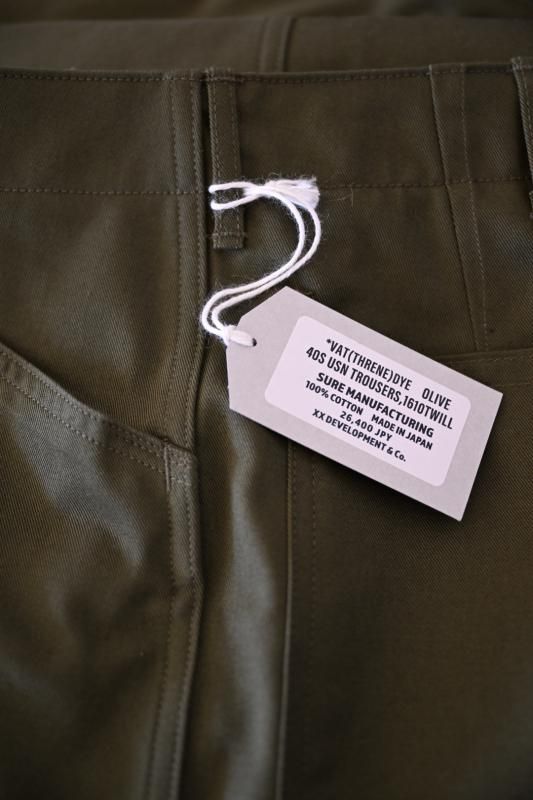 *VAT(THRENE)DYE OLIVE
40S USN TROUSERS,1610TWILL
SURE MANUFACTURING
100% COTTON MADE IN JAPAN
26,400 JPY
XX DEVELOPMENT & Co.